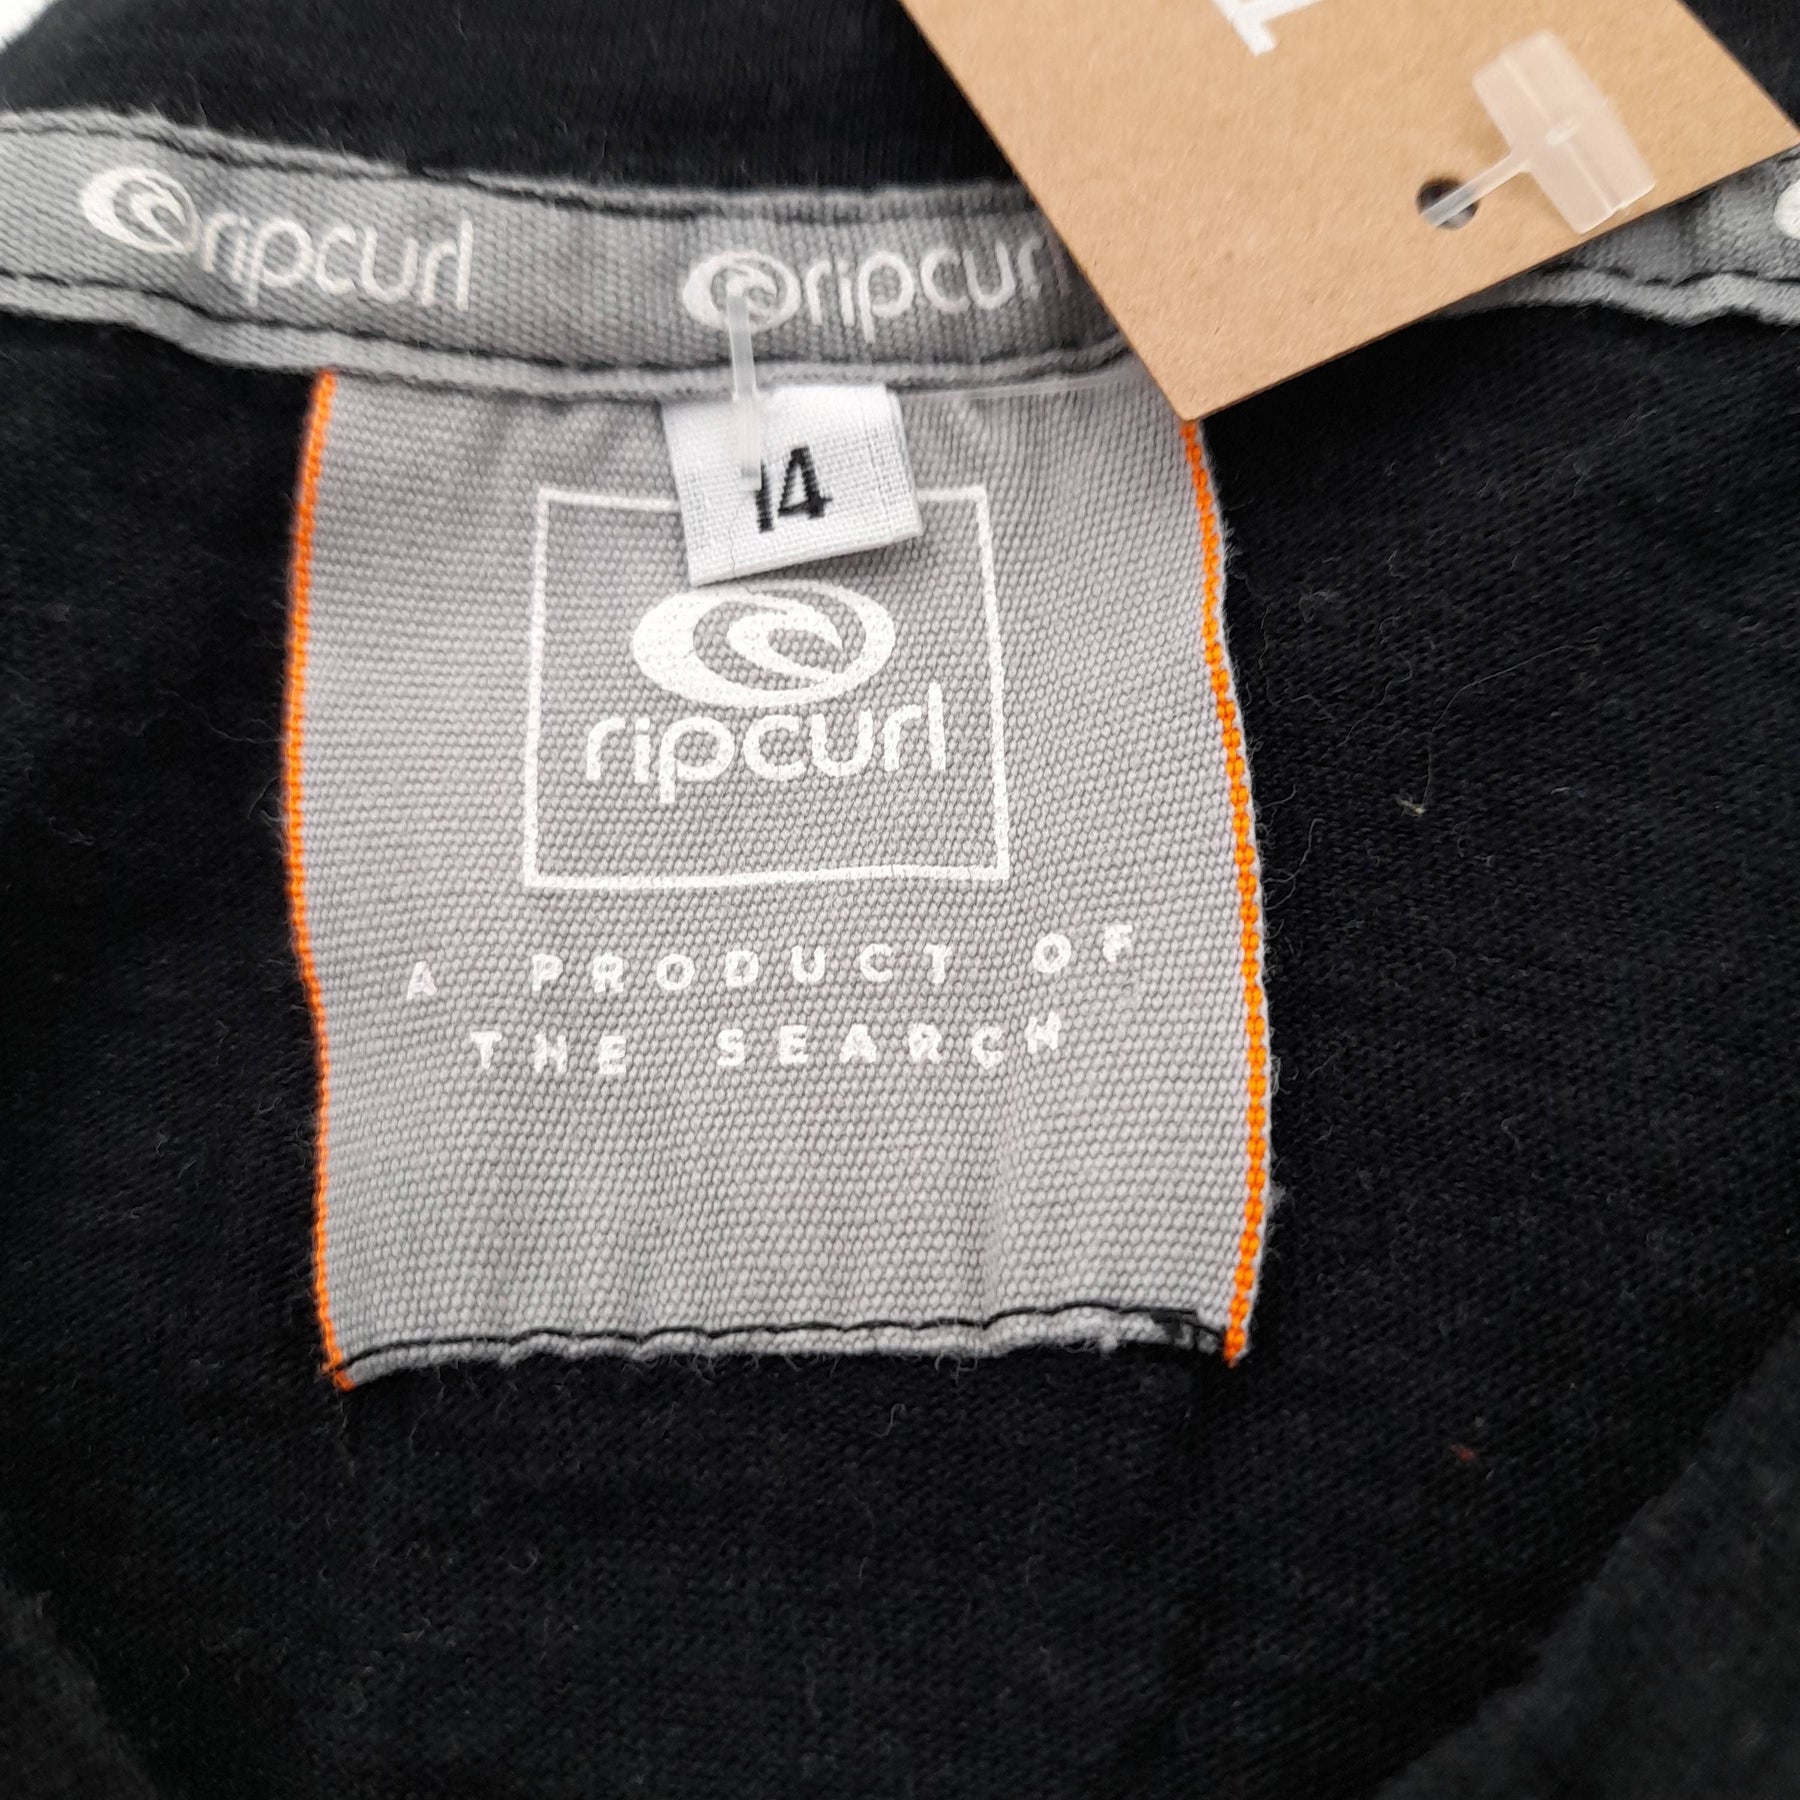 ripcurl ripcurl
14
ripcurl
A PRODUCT OF
THE SEARCH